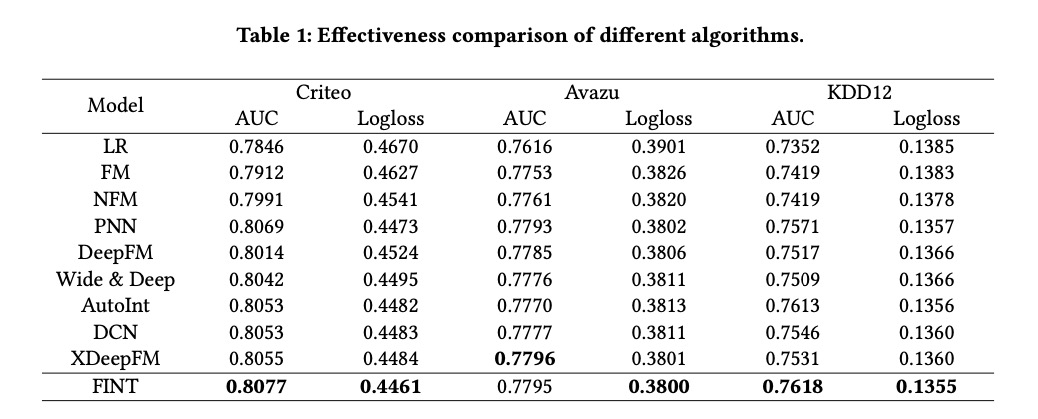 Table 1: Effectiveness comparison of different algorithms.
Model Criteo Avazu KDD12
AUC Logloss AUC Logloss AUC Logloss
LR 0.7846 0.4670 0.7616 0.3901 0.7352 0.1385
FM 0.7912 0.4627 0.7753 0.3826 0.7419 0.1383
NFM 0.7991 0.4541 0.7761 0.3820 0.7419 0.1378
PNN 0.8069 0.4473 0.7793 0.3802 0.7571 0.1357
DeepFM 0.8014 0.4524 0.7785 0.3806 0.7517 0.1366
Wide & Deep 0.8042 0.4495 0.7776 0.3811 0.7509 0.1366
AutoInt 0.8053 0.4482 0.7770 0.3813 0.7613 0.1356
DCN 0.8053 0.4483 0.7777 0.3811 0.7546 0.1360
XDeepFM 0.8055 0.4484 0.7796 0.3801 0.7531 0.1360
FINT 0.8077 0.4461 0.7795 0.3800 0.7618 0.1355